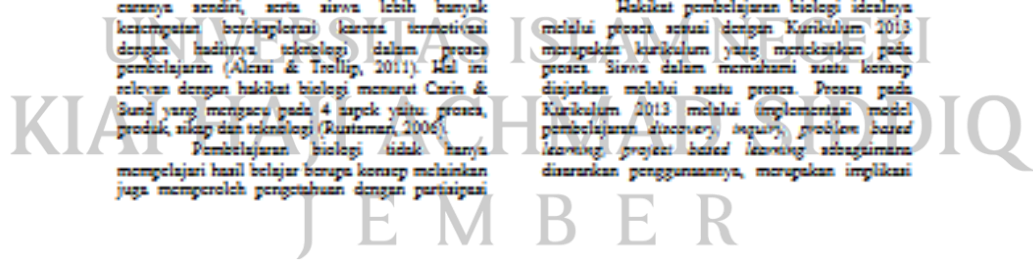 caranya sendiri, serta siswa lebih banyak
kesempatan bereksplorasi karena termotivasi
dengan hadirnya teknologi dalam proses
pembelajaran (Alessi & Trollip, 2011). Hal ini
relevan dengan hakikat biologi menurut Carin &
Sund yang mengacu pada 4 aspek yaitu proses,
produk, sikap dan teknologi (Rustaman, 2006).
Pembelajaran biologi tidak hanya
mempelajari hasil belajar berupa konsep melainkan
juga memperoleh pengetahuan dengan partisipasi
Hakikat pembelajaran biologi idealnya
melalui proses sesuai dengan Kurikulum 2013
merupakan kurikulum yang menekankan pada
proses. Siswa dalam memahami suatu konsep
diajarkan melalui suatu proses. Proses pada
Kurikulum 2013 melalui implementasi model
pembelajaran discovery, inquiry, problem based
learning, project based learning sebagaimana
disarankan penggunaannya, merupakan implikasi
UNIVERSITAS ISLAM NEGERI
KIAI HAJI ACHMAD SIDDIQ
JEMBER